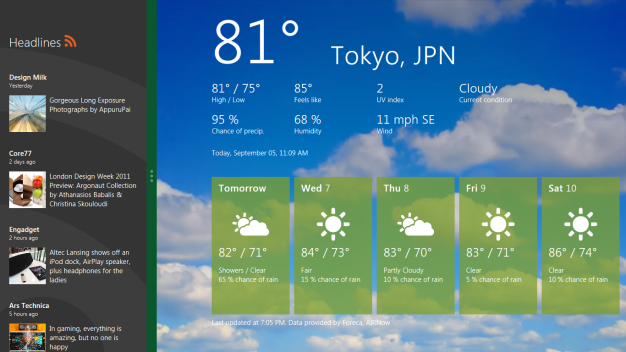 Headlines
Design Milk
Yesterday
Gorgeous Long Exposure
Photographs by AppuruPai
Core77
2 days ago
London Design Week 2011
Preview: Argonaut Collection
by Athanasios Babalis &
Christina Skouloudi
Engadget
2 hours ago
Altec Lansing shows off an
iPod dock, AirPlay speaker,
plus headphones for the
ladies
Ars Technica
5 hours ago
In gaming, everything is
amazing, but no one is
happy
81°
Tokyo, JPN
81° / 75° 85° 2 Cloudy
High / Low Feels like UV index Current condition
95 % 68 % 11 mph SE
Chance of precip. Humidity Wind
Today, September 05, 11:09 AM
Tomorrow Wed 7 Thu 8 Fri 9 Sat 10
82° / 71° 84° / 73° 83° / 70° 83° / 71° 86° / 74°
Showers / Clear Fair Partly Cloudy Clear Clear
65 % chance of rain 15 % chance of rain 10 % chance of rain 5 % chance of rain 10 % chance of rain
Last updated at 7:05 PM. Data provided by Foreca, AIRNow